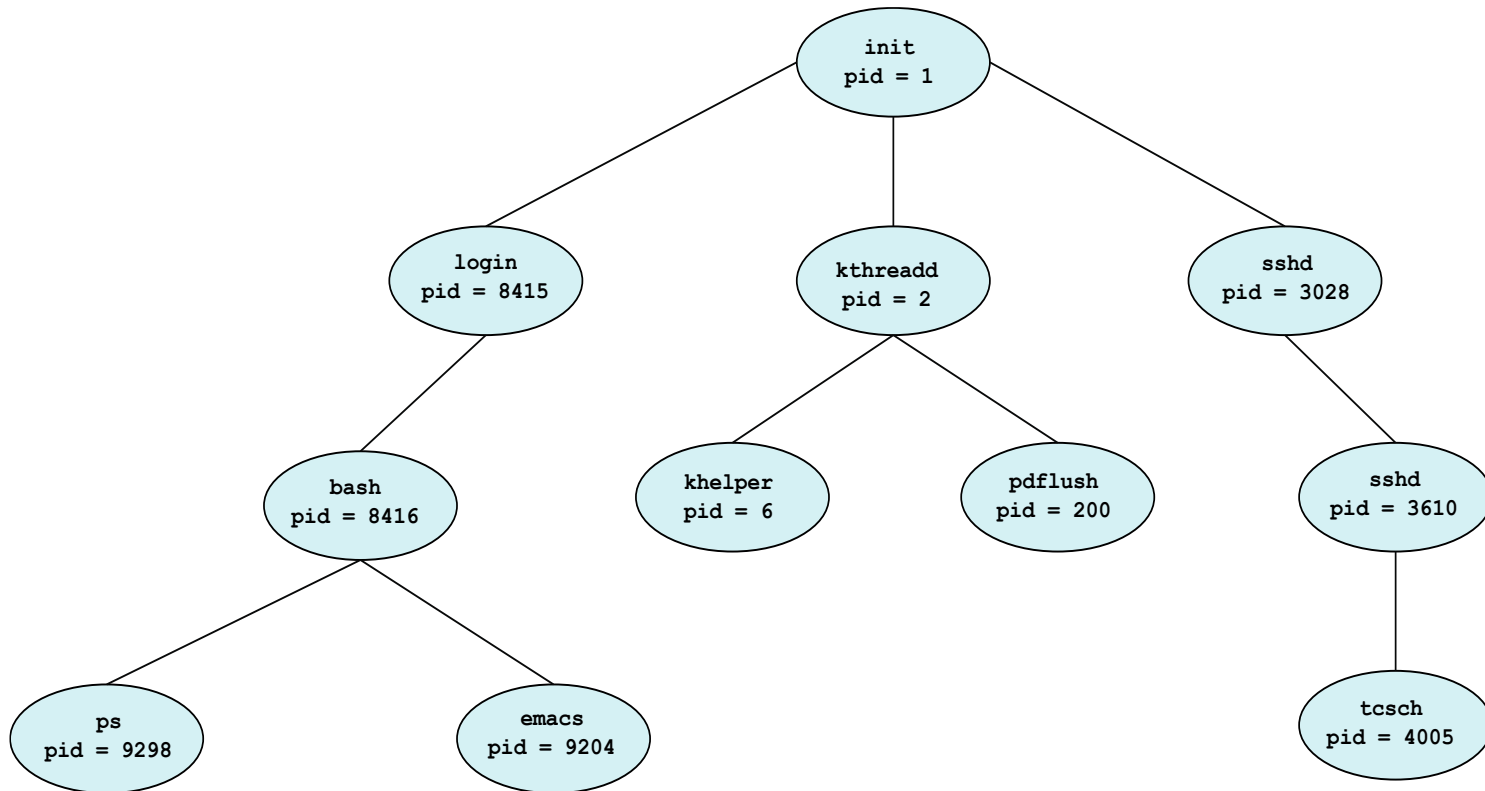 init
pid = 1
login
pid = 8415
kthreadd
pid = 2
sshd
pid = 3028
bash
pid = 8416
khelper
pid = 6
pdflush
pid = 200
sshd
pid = 3610
ps
pid = 9298
emacs
pid = 9204
tcsch
pid = 4005